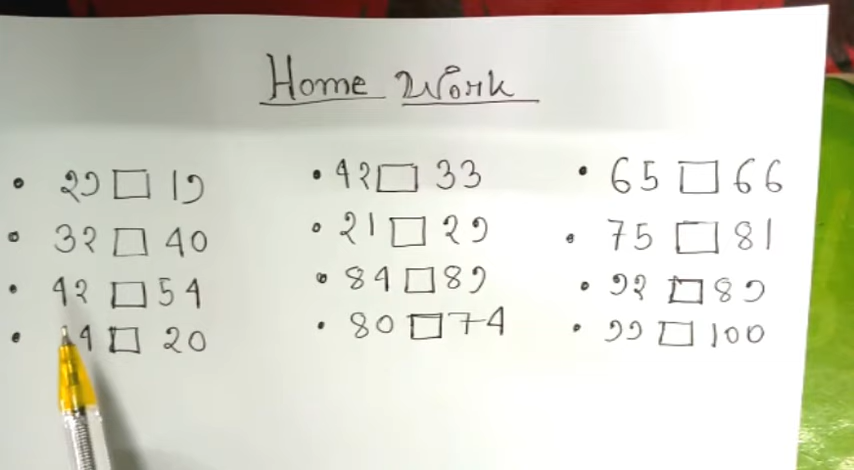 Home Work
• 29 □ 19 • 42 □ 33 • 65 □ 66
• 32 □ 40 • 21 □ 29 • 75 □ 81
• 42 □ 54 • 84 □ 89 • 92 □ 89
• □ 20 • 80 □ 74 • 99 □ 100